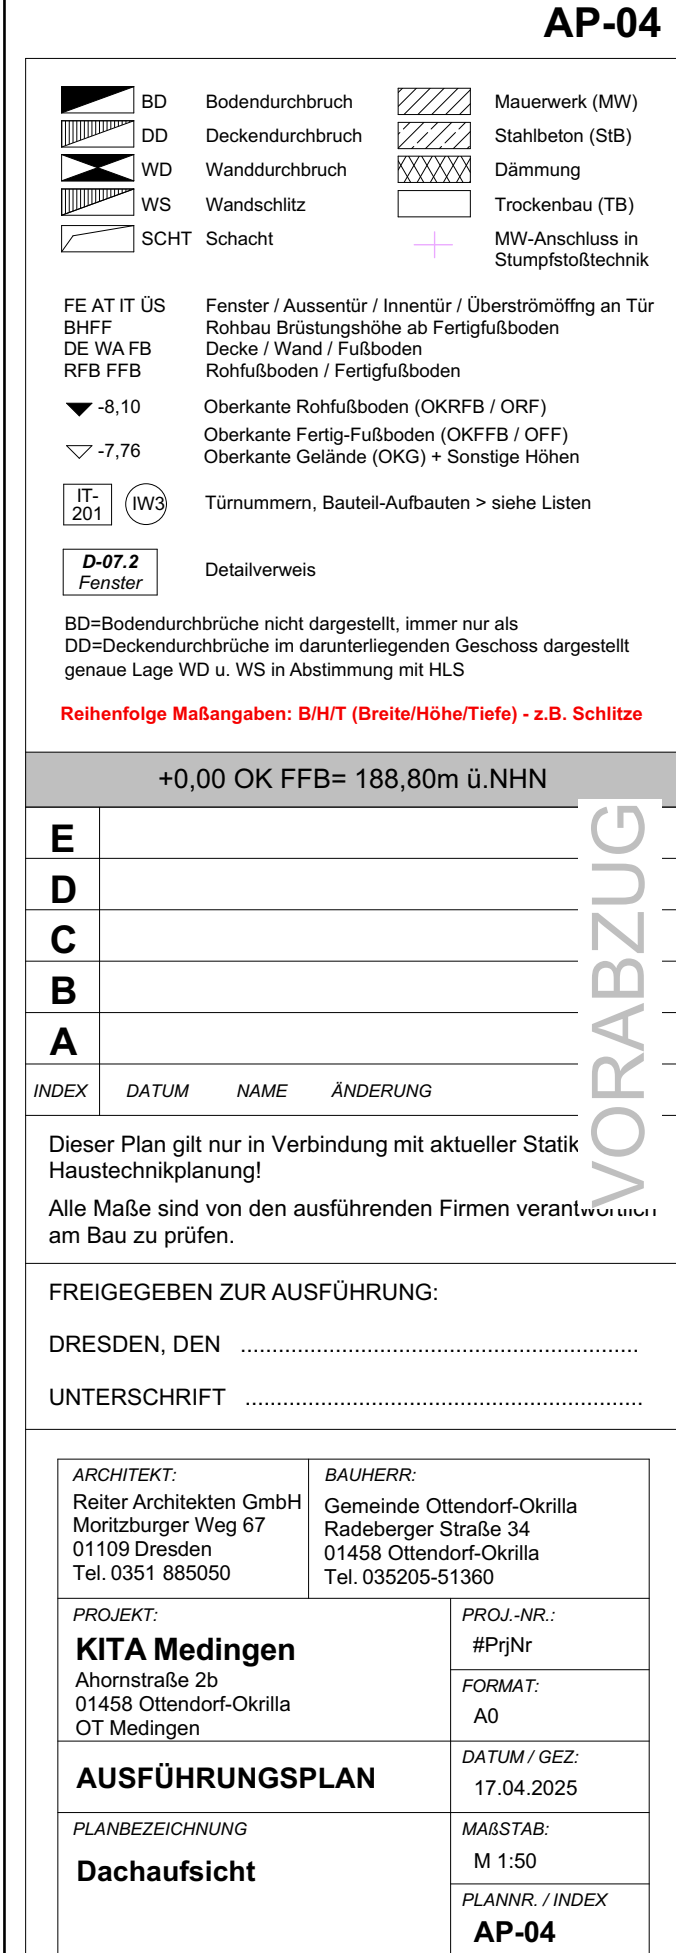 AP-04
BD Bodendurchbruch Mauerwerk (MW)
DD Deckendurchbruch Stahlbeton (StB)
WD Wanddurchbruch Dämmung
WS Wandschlitz Trockenbau (TB)
SCHT Schacht MW-Anschluss in
Stumpfstoßtechnik
FE AT IT ÜS Fenster / Aussentür / Innentür / Überströmöffng an Tür
BHFF Rohbau Brüstungshöhe ab Fertigfußboden
DE WA FB Decke / Wand / Fußboden
RFB FFB Rohfußboden / Fertigfußboden
-8,10 Oberkante Rohfußboden (OKRFB / ORF)
-7,76 Oberkante Fertig-Fußboden (OKFFB / OFF)
Oberkante Gelände (OKG) + Sonstige Höhen
IT-
201 IW3 Türnummern, Bauteil-Aufbauten > siehe Listen
D-07.2
Fenster Detailverweis
BD=Bodendurchbrüche nicht dargestellt, immer nur als
DD=Deckendurchbrüche im darunterliegenden Geschoss dargestellt
genaue Lage WD u. WS in Abstimmung mit HLS
Reihenfolge Maßangaben: B/H/T (Breite/Höhe/Tiefe) - z.B. Schlitze
+0,00 OK FFB= 188,80m ü.NHN
E
D
C
B
A
INDEX DATUM NAME ÄNDERUNG
VORABZUG
Dieser Plan gilt nur in Verbindung mit aktueller Statik
Haustechnikplanung!
Alle Maße sind von den ausführenden Firmen verantwortlich
am Bau zu prüfen.
FREIGEGEBEN ZUR AUSFÜHRUNG:
DRESDEN, DEN ...............................................................
UNTERSCHRIFT ...............................................................
ARCHITEKT:
Reiter Architekten GmbH
Moritzburger Weg 67
01109 Dresden
Tel. 0351 885050
BAUHERR:
Gemeinde Ottendorf-Okrilla
Radeberger Straße 34
01458 Ottendorf-Okrilla
Tel. 035205-51360
PROJEKT:
KITA Medingen
Ahornstraße 2b
01458 Ottendorf-Okrilla
OT Medingen
PROJ.-NR.:
#PrjNr
FORMAT:
A0
AUSFÜHRUNGSPLAN
DATUM / GEZ:
17.04.2025
PLANBEZEICHNUNG
Dachaufsicht
MAßSTAB:
M 1:50
PLANNR. / INDEX
AP-04